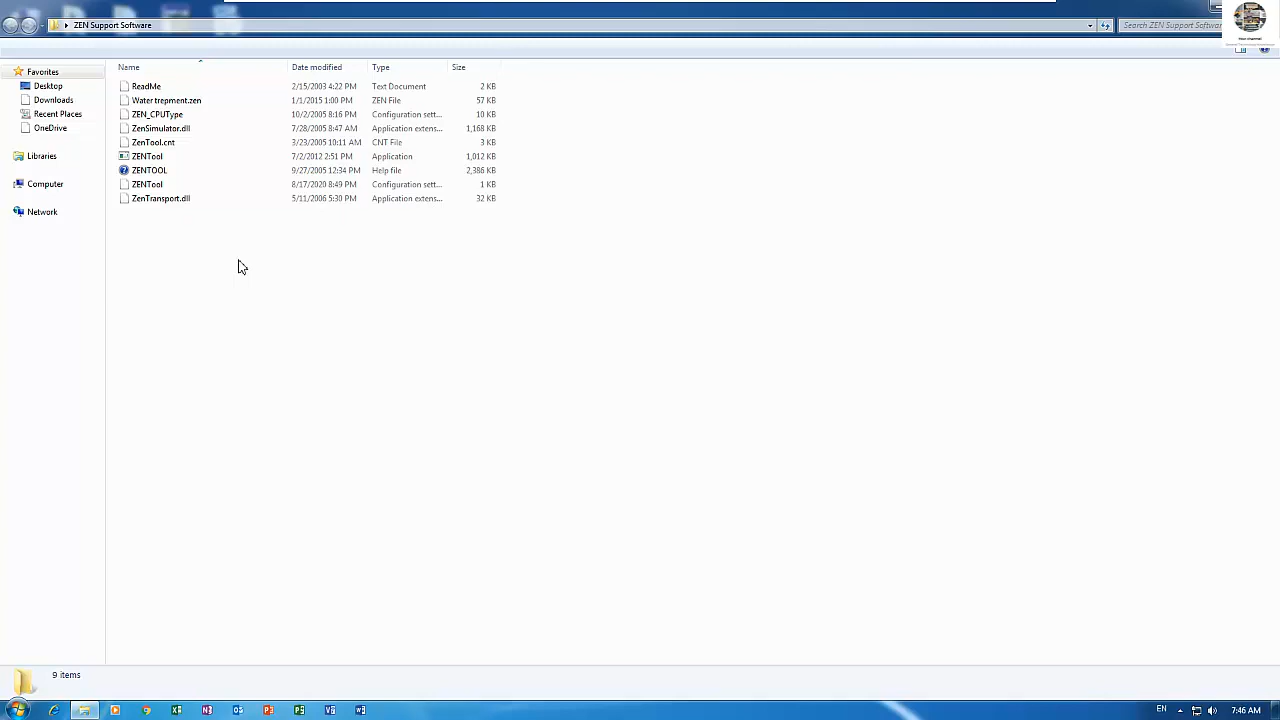 ZEN Support Software
Search ZEN Support Software
Your channel
Name Date modified Type Size
Favorites
Desktop
Downloads
Recent Places
OneDrive
Libraries
Computer
Network
ReadMe 2/15/2003 4:22 PM Text Document 2 KB
Water trepment.zen 1/1/2015 1:00 PM ZEN File 57 KB
ZEN_CPUType 10/2/2005 8:16 PM Configuration sett... 10 KB
ZenSimulator.dll 7/28/2005 8:47 AM Application extens... 1,168 KB
ZenTool.cnt 3/23/2005 10:11 AM CNT File 3 KB
ZENTool 7/2/2012 2:51 PM Application 1,012 KB
ZENTOOL 9/27/2005 12:34 PM Help file 2,386 KB
ZENTool 8/17/2020 8:49 PM Configuration sett... 1 KB
ZenTransport.dll 5/11/2006 5:30 PM Application extens... 32 KB
9 items
EN 7:46 AM